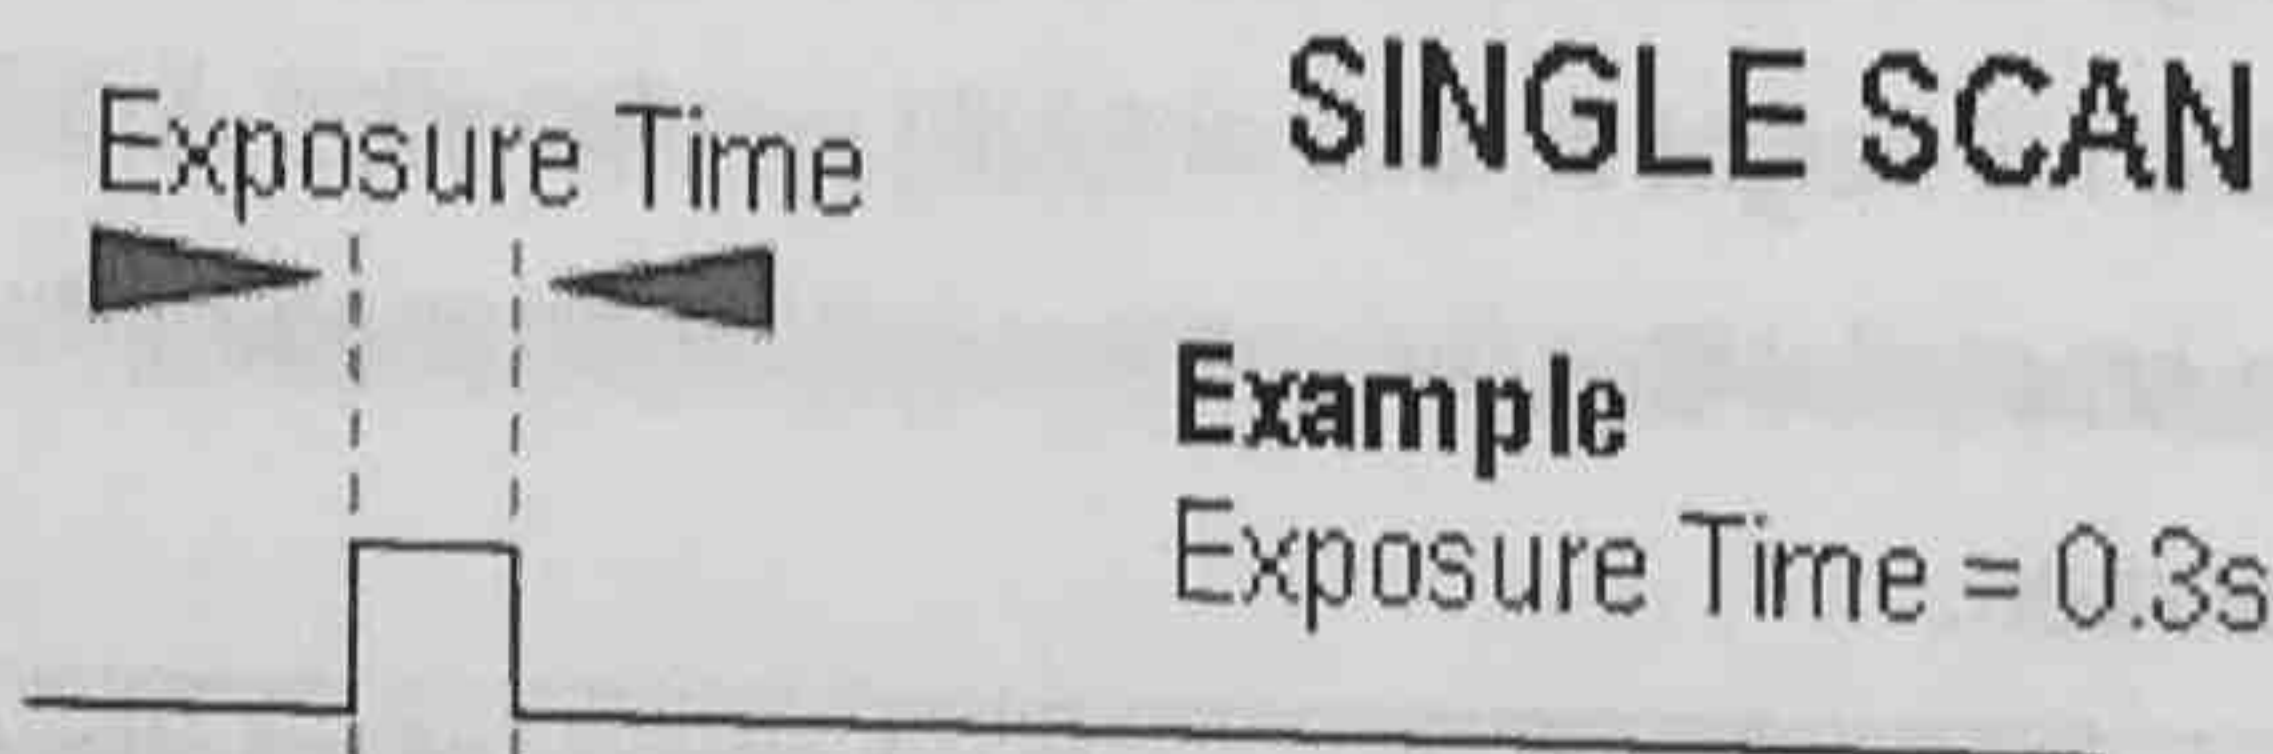 SINGLE SCAN
Exposure Time
Example
Exposure Time = 0.3s